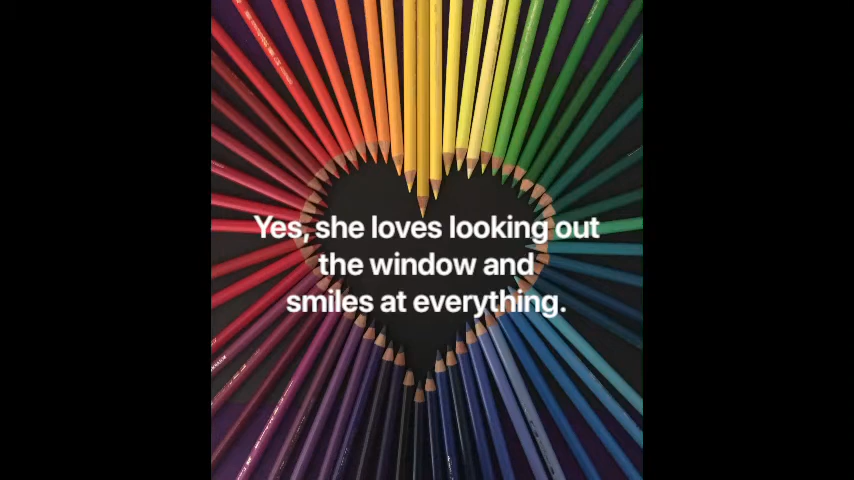 Yes, she loves looking out
the window and
smiles at everything.